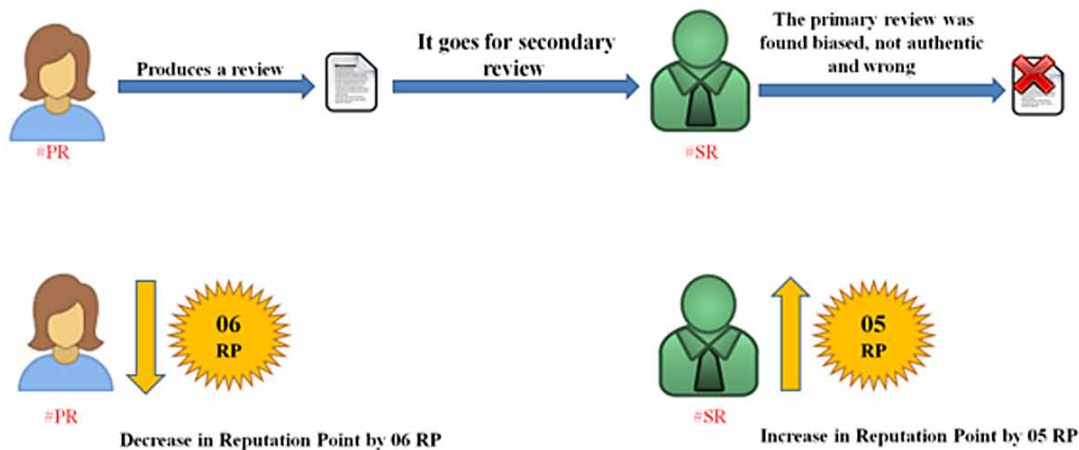 Produces a review
#PR
It goes for secondary
review
#SR
The primary review was
found biased, not authentic
and wrong
06
RP
#PR
Decrease in Reputation Point by 06 RP
05
RP
#SR
Increase in Reputation Point by 05 RP